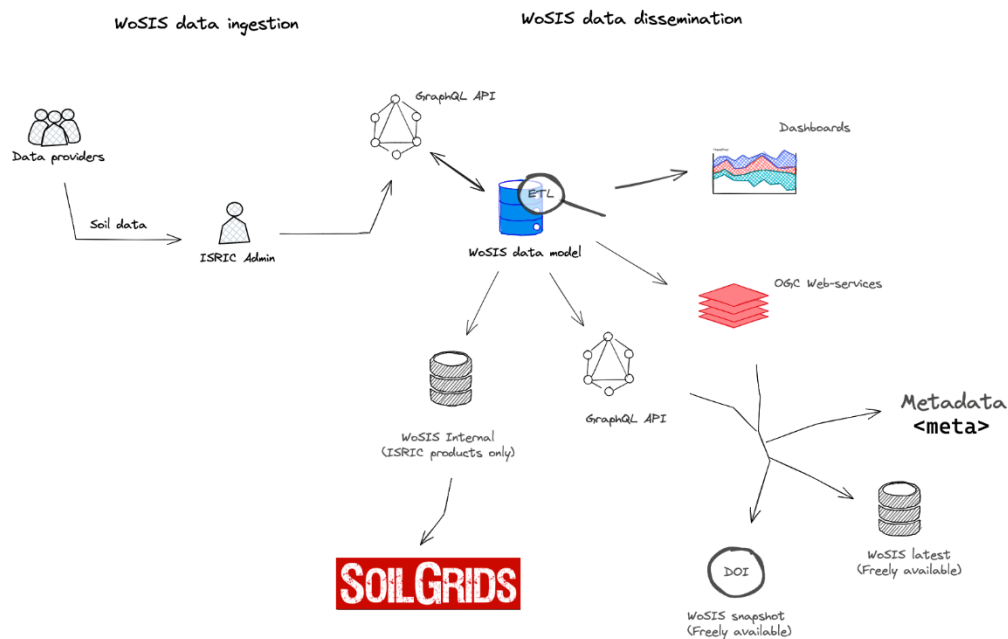 WoSIS data ingestion
WoSIS data dissemination
GraphQL API
Data providers
Soil data
ISRIC Admin
ETL
WoSIS data model
Dashboards
OGC Web-services
WoSIS Internal
(ISRIC products only)
GraphQL API
Metadata
<meta>
SOILGRIDS
DOI
WoSIS snapshot
(Freely available)
WoSIS latest
(Freely available)